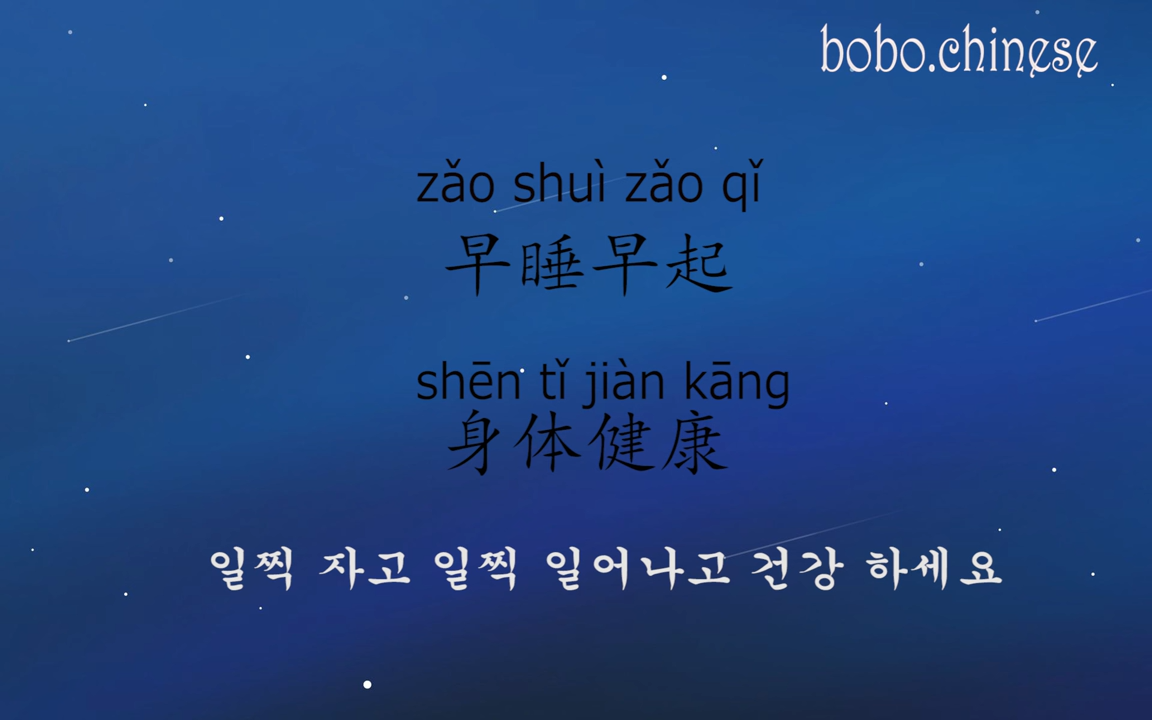 bobo.chinese
zǎo shuì zǎo qǐ
早睡早起
shēn tǐ jiàn kāng
身体健康
일찍 자고 일찍 일어나고 건강 하세요